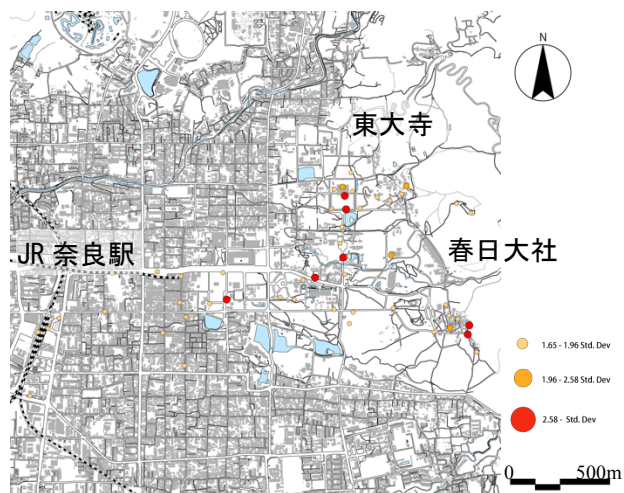 N
東大寺
JR 奈良駅
春日大社
1.65 - 1.96 Std. Dev
1.96 - 2.58 Std. Dev
2.58 - Std. Dev
0 500m